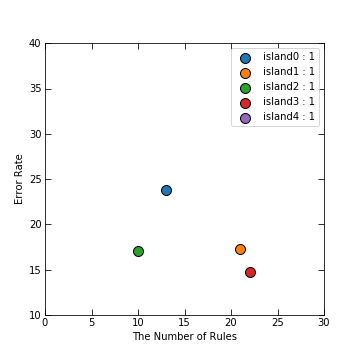 40
35
30
25
20
15
10
Error Rate
island0 : 1
island1 : 1
island2 : 1
island3 : 1
island4 : 1
0 5 10 15 20 25 30
The Number of Rules